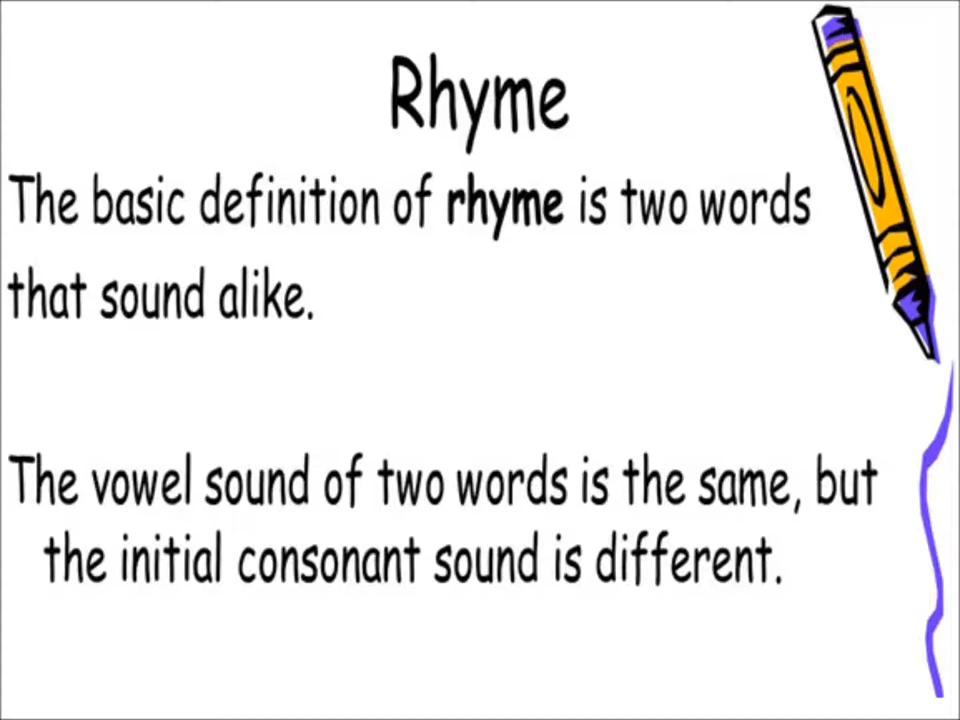 Rhyme
The basic definition of rhyme is two words
that sound alike.
The vowel sound of two words is the same, but
the initial consonant sound is different.